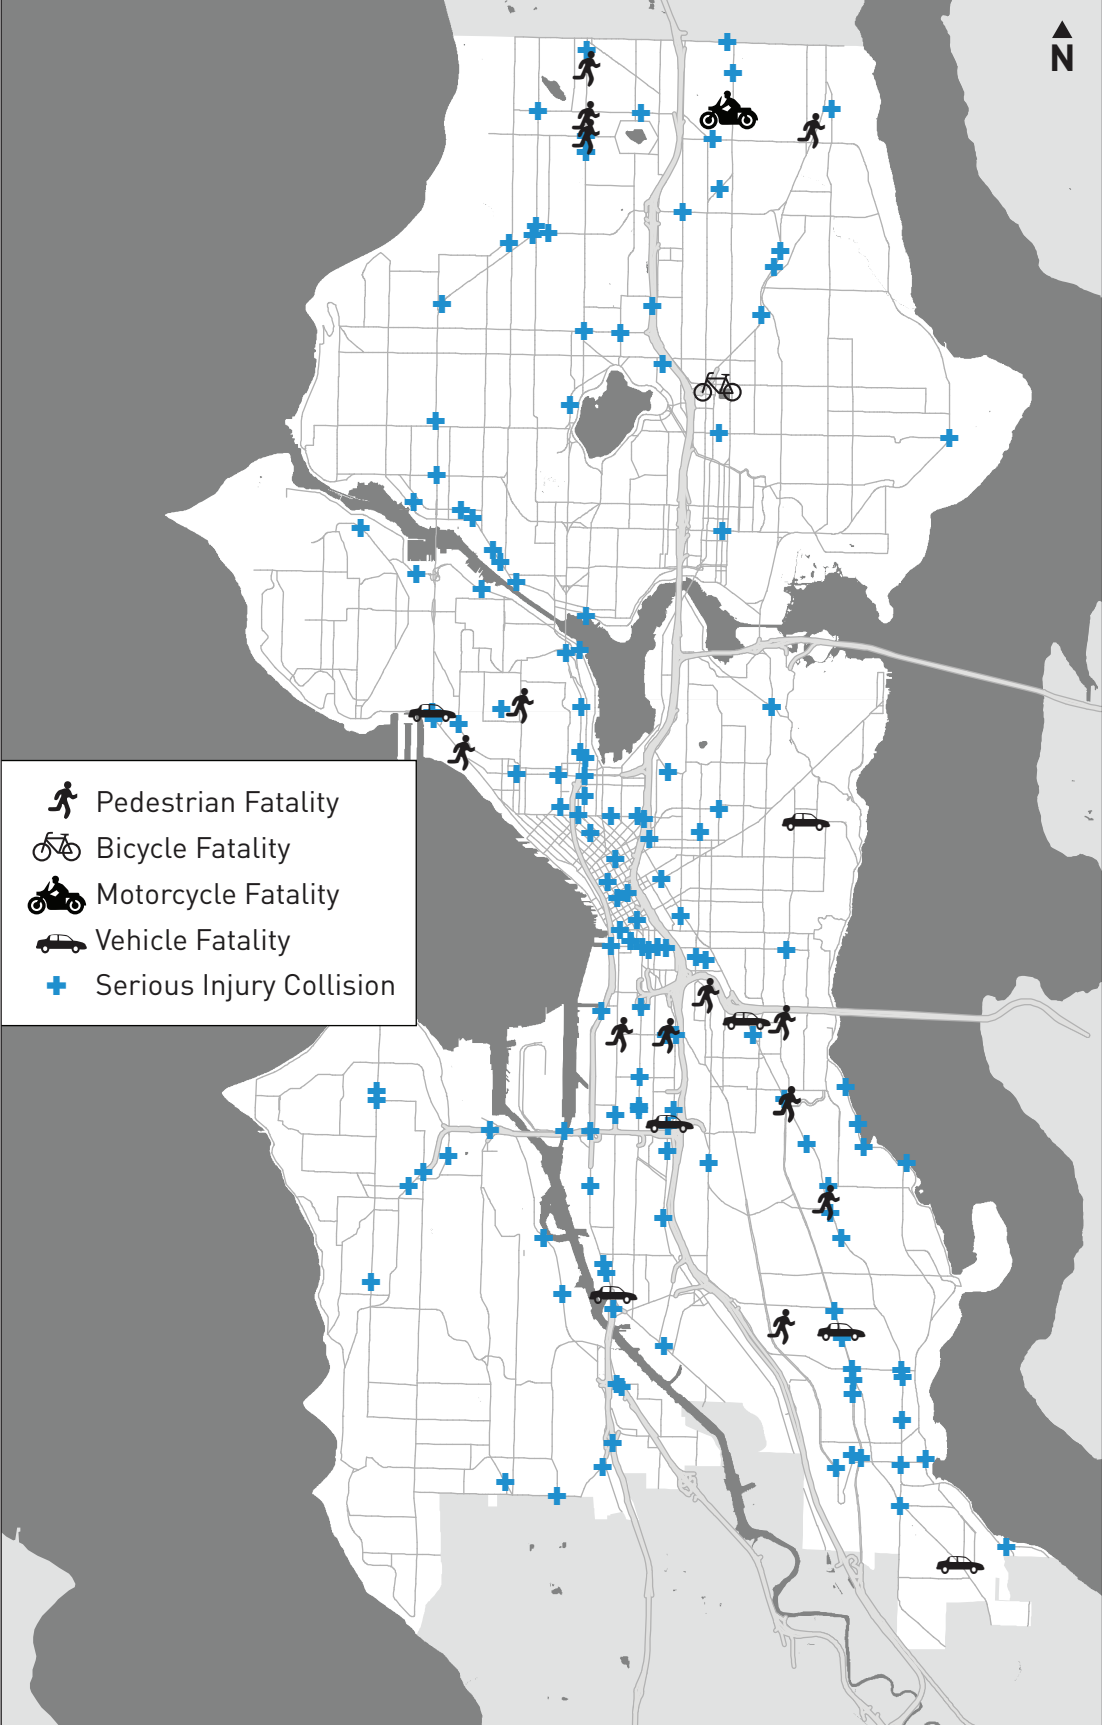 N
Pedestrian Fatality
Bicycle Fatality
Motorcycle Fatality
Vehicle Fatality
Serious Injury Collision